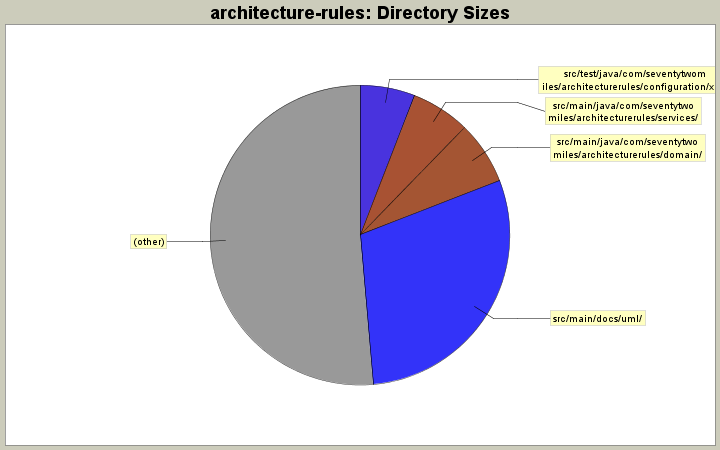 architecture-rules: Directory Sizes
src/test/java/com/seventytwom
iles/architecturerules/configuration/x
src/main/java/com/seventytwo
miles/architecturerules/services/
src/main/java/com/seventytwo
miles/architecturerules/domain/
(other)
src/main/docs/uml/